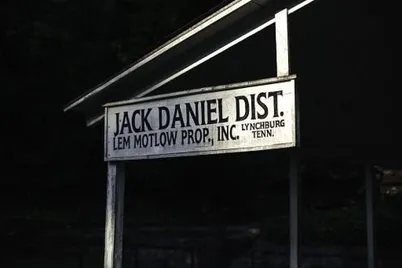 JACK DANIEL DIST.
LEM MOTLOW PROP., INC. LYNCHBURG
TENN.